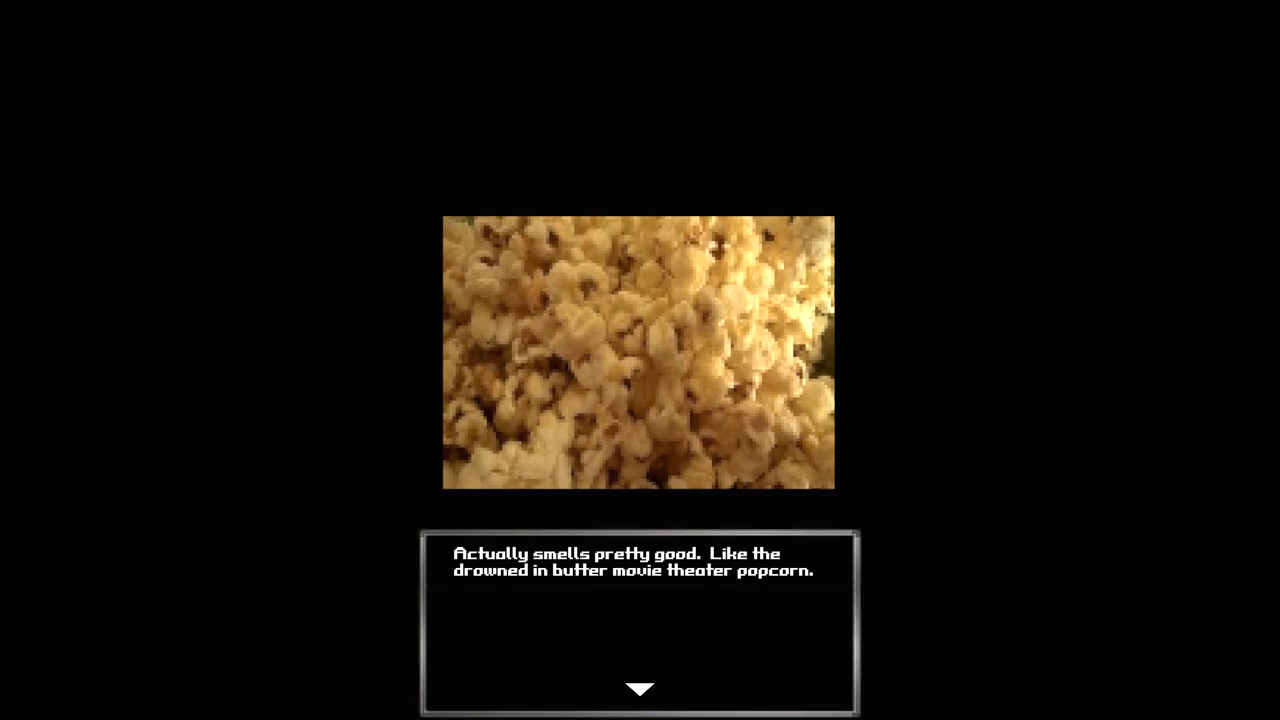 Actually smells pretty good.  Like the
drowned in butter movie theater popcorn.